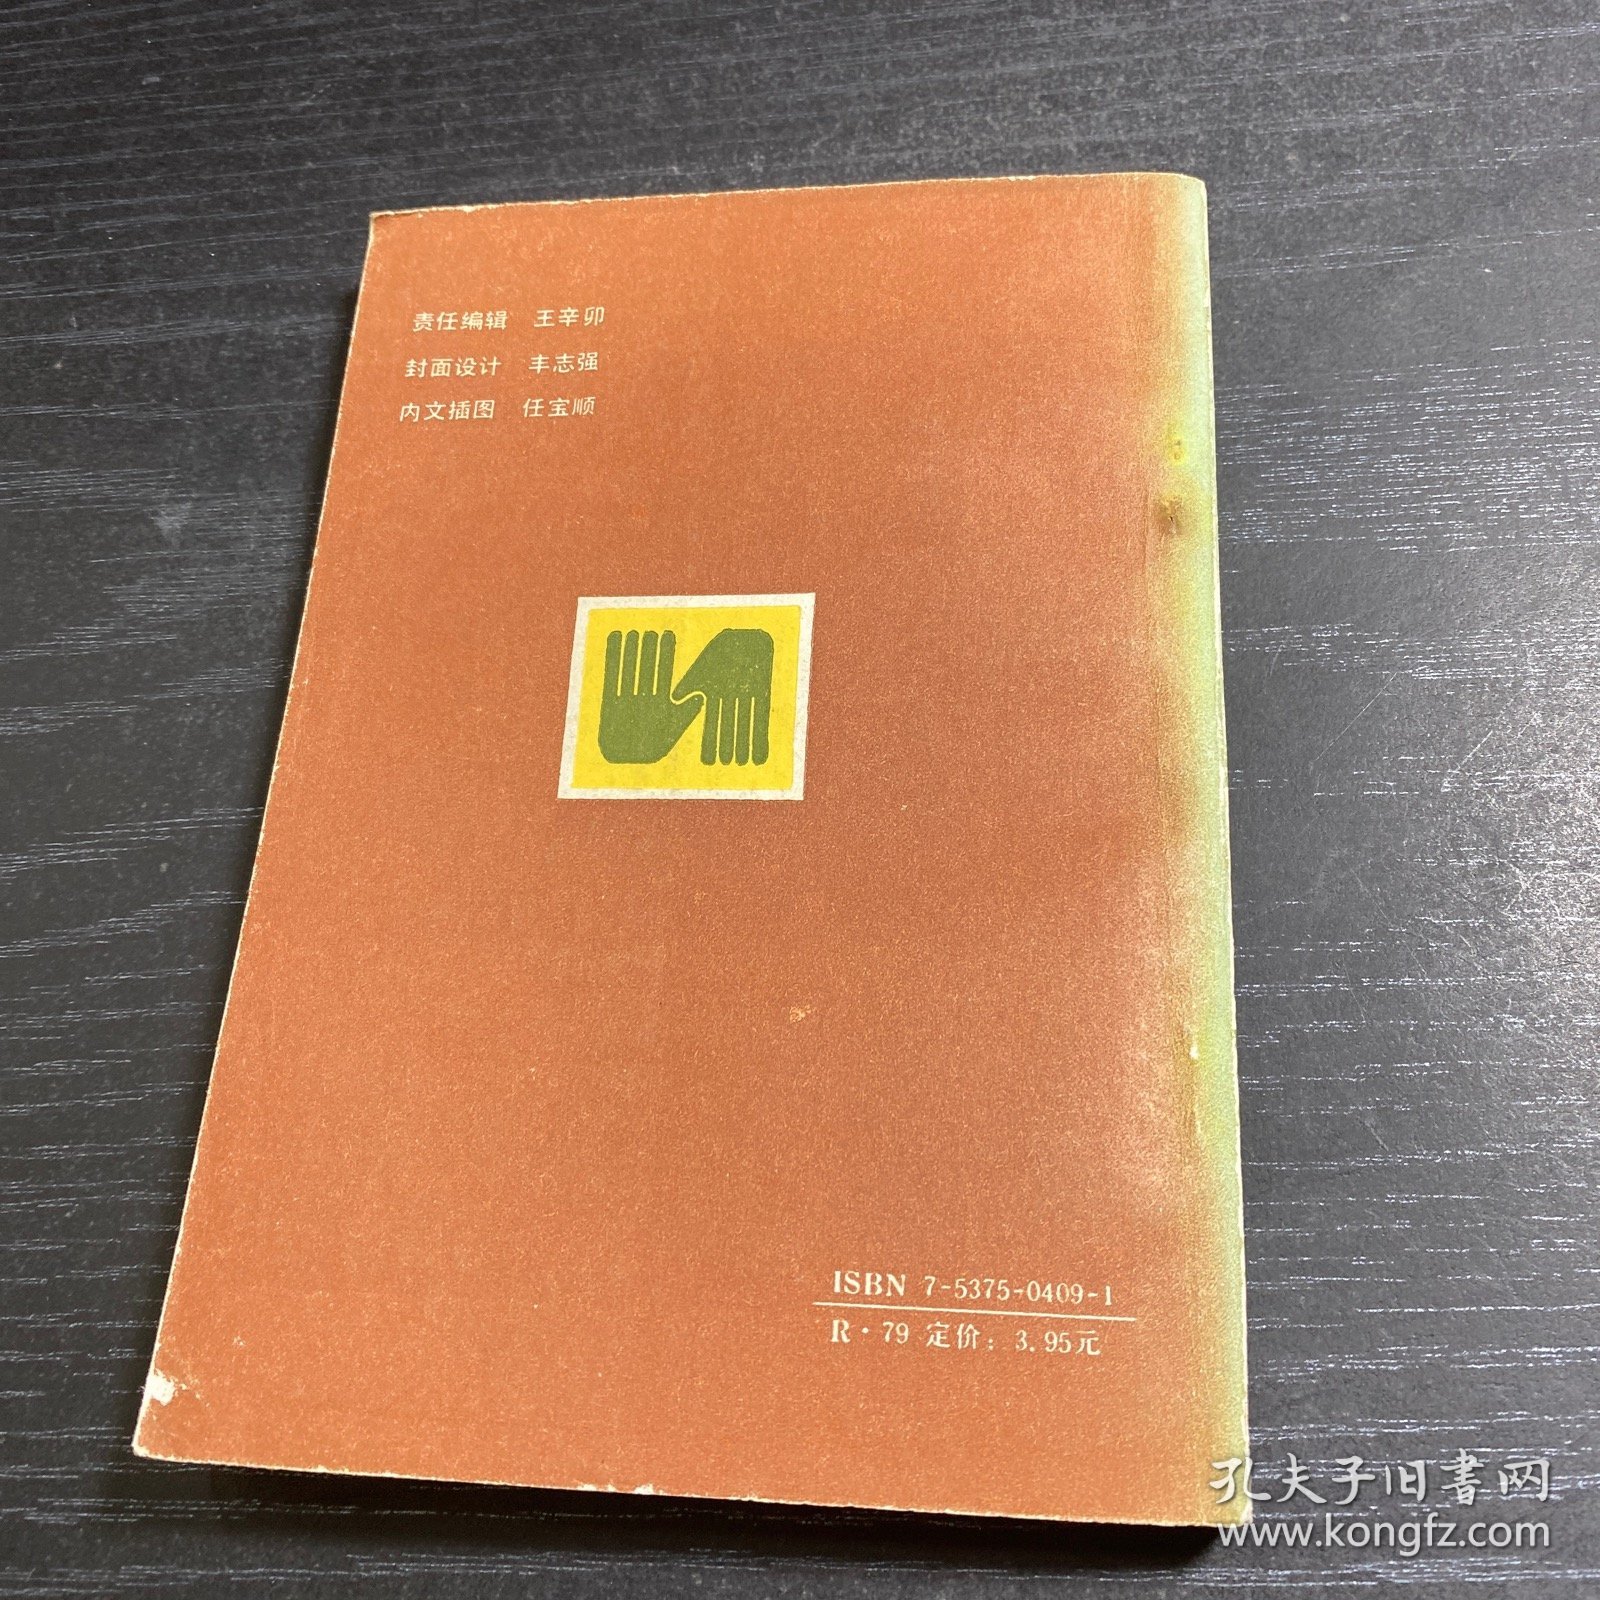 责任编辑 王辛卯
封面设计 丰志强
内文插图 任宝顺
ISBN 7-5375-0409-1
R·79 定价：3.95元
孔夫子旧書网
www.kongfz.com